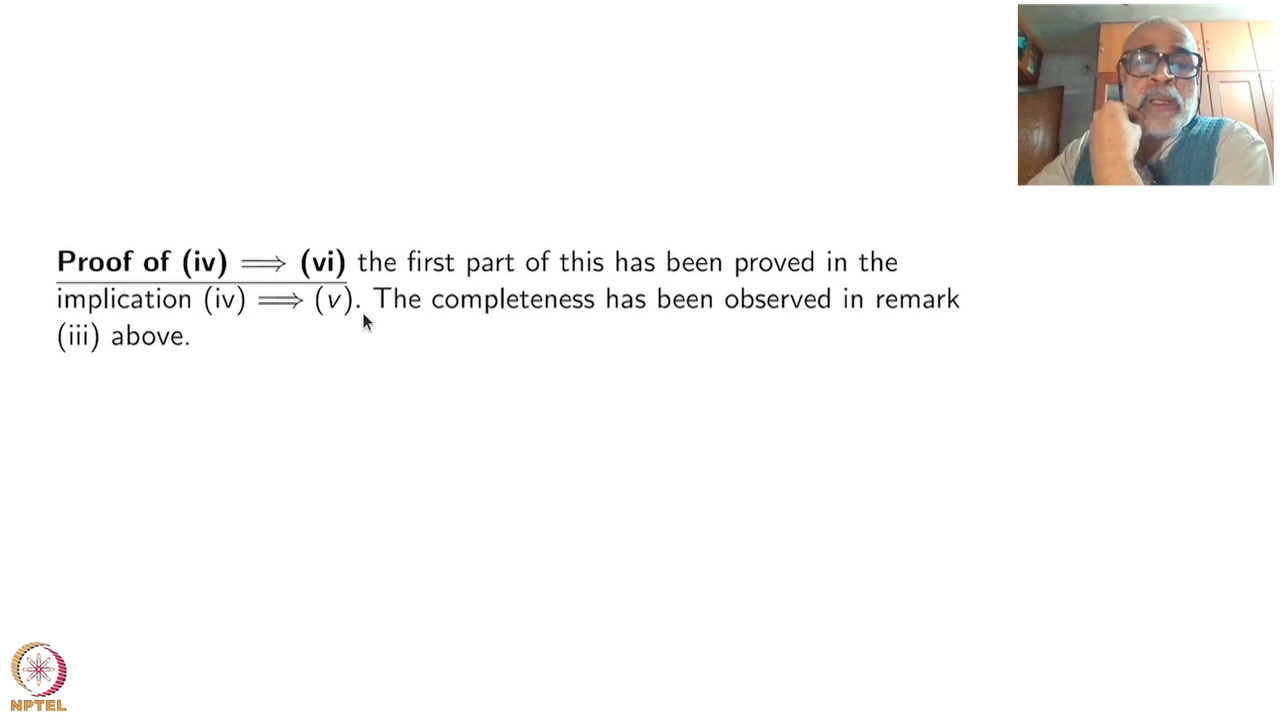 Proof of (iv) ⟹ (vi) the first part of this has been proved in the
implication (iv) ⟹ (v). The completeness has been observed in remark
(iii) above.
NPTEL